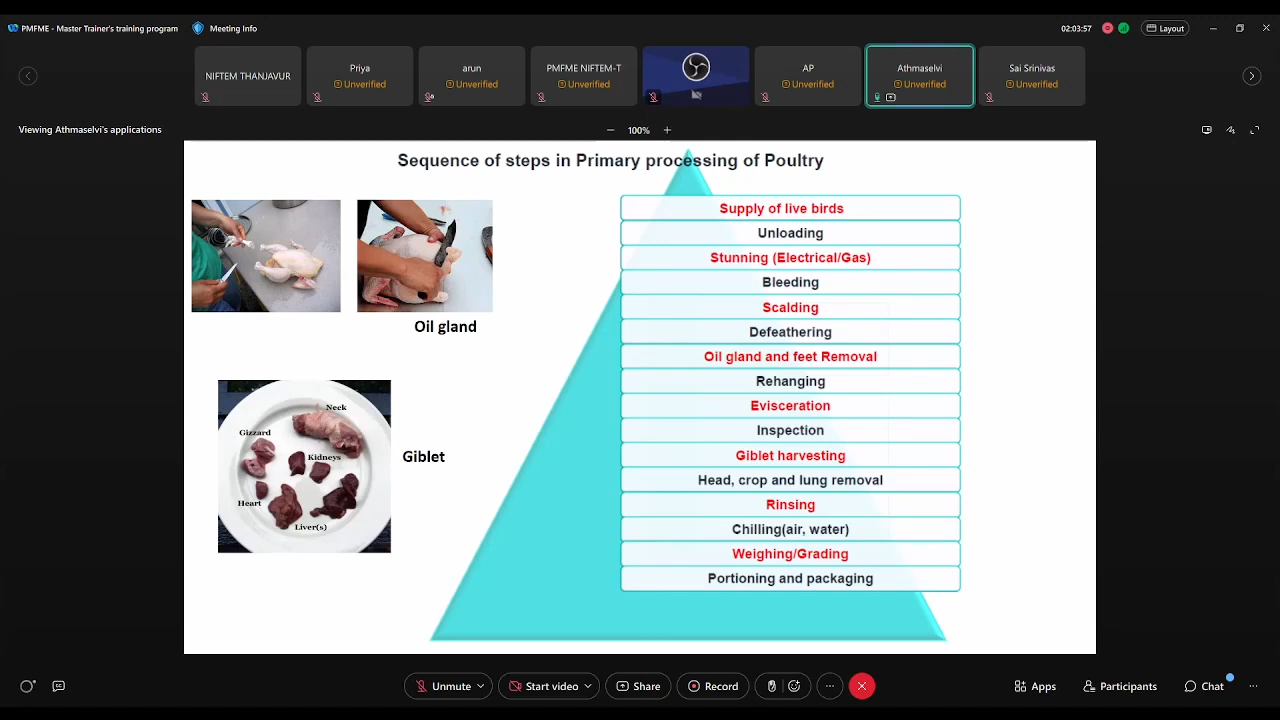 PMFME - Master Trainer's training program
Meeting Info
02:03:57
Layout
NIFTEM THANJAVUR
Priya
Unverified
arun
Unverified
PMFME NIFTEM-T
Unverified
AP
Unverified
Athmaselvi
Unverified
Sai Srinivas
Unverified
Viewing Athmaselvi's applications
100%
Sequence of steps in Primary processing of Poultry
Oil gland
Neck
Gizzard
Kidneys
Heart
Liver(s)
Giblet
Supply of live birds
Unloading
Stunning (Electrical/Gas)
Bleeding
Scalding
Defeathering
Oil gland and feet Removal
Rehanging
Evisceration
Inspection
Giblet harvesting
Head, crop and lung removal
Rinsing
Chilling(air, water)
Weighing/Grading
Portioning and packaging
Unmute
Start video
Share
Record
Apps
Participants
Chat